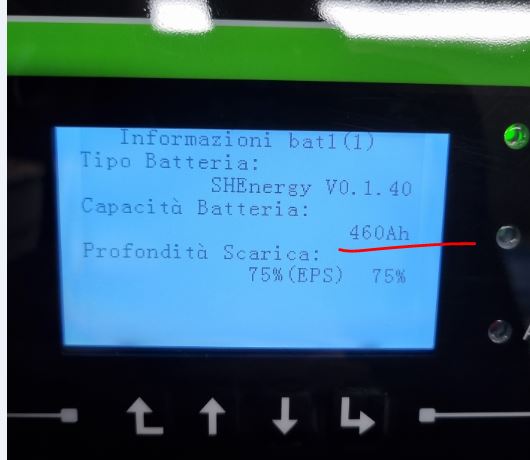 Informazioni bat1(1)
Tipo Batteria:
SHEnergy V0.1.40
Capacità Batteria:
460Ah
Profondità Scarica:
75%(EPS) 75%
A